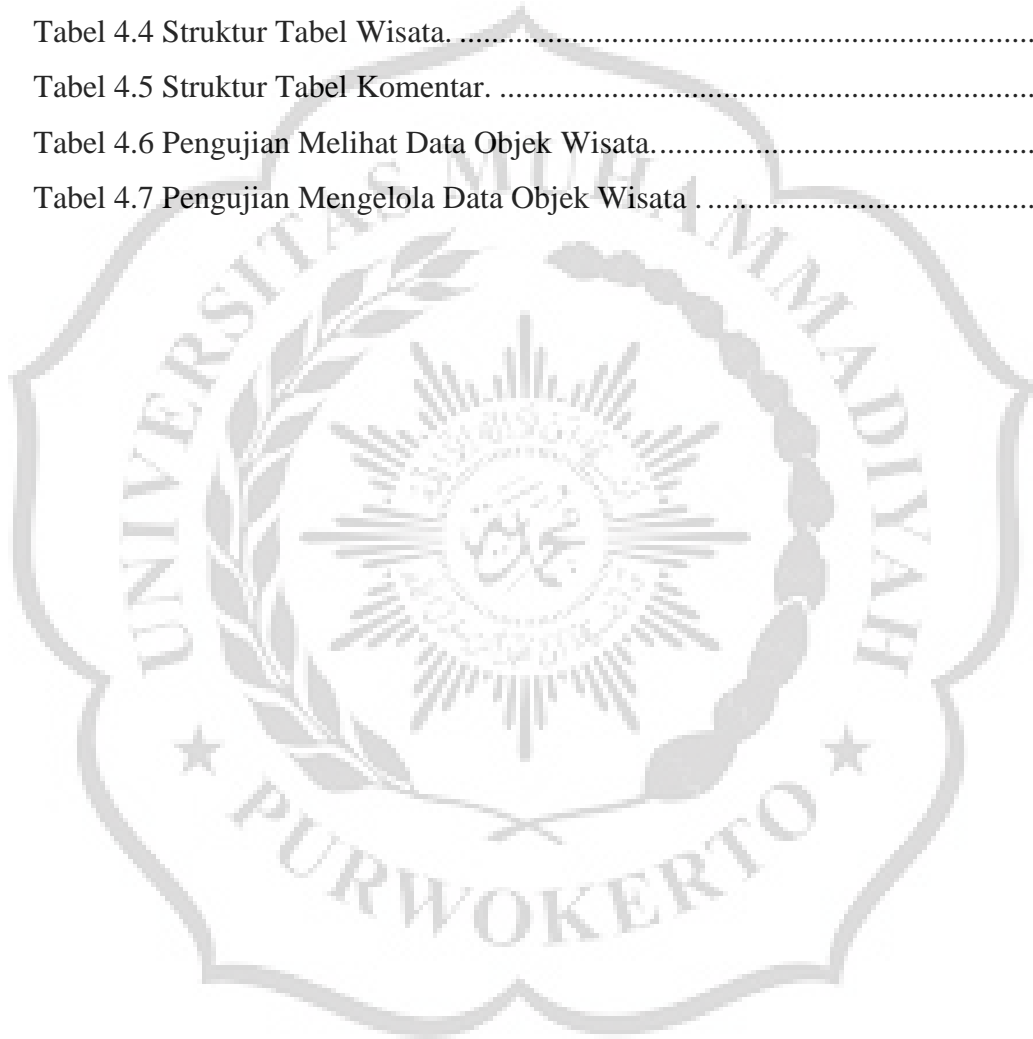 Tabel 4.4 Struktur Tabel Wisata. ........................................................................
Tabel 4.5 Struktur Tabel Komentar. ...................................................................
Tabel 4.6 Pengujian Melihat Data Objek Wisata................................................
Tabel 4.7 Pengujian Mengelola Data Objek Wisata . .........................................
UNIVERSITAS MUHAMMADIYAH
PURWOKERTO